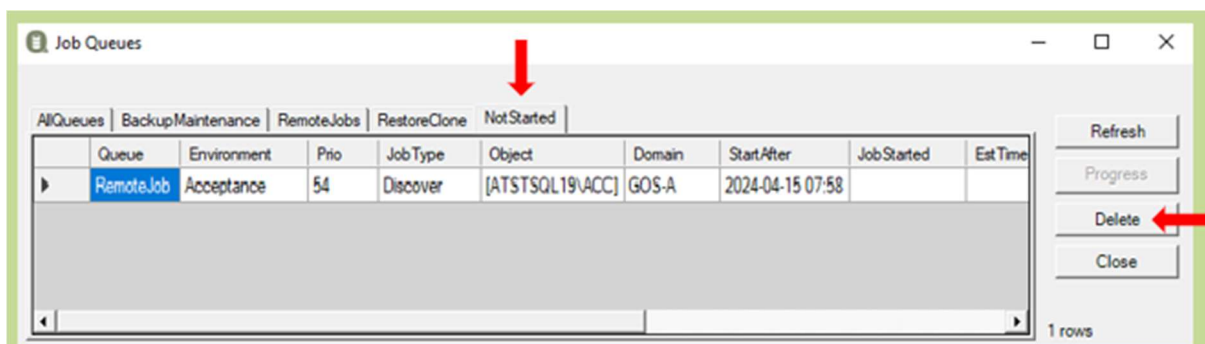 Job Queues
AllQueues BackupMaintenance RemoteJobs RestoreClone NotStarted
Refresh
Queue Environment Prio JobType Object Domain StartAfter JobStarted EstTime
RemoteJob Acceptance 54 Discover [ATSTSQL19\ACC] GOS-A 2024-04-15 07:58
Progress
Delete
Close
1 rows